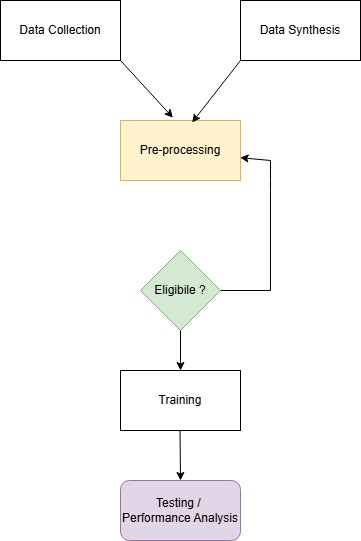 Data Collection
Data Synthesis
Pre-processing
Eligibile ?
Training
Testing /
Performance Analysis